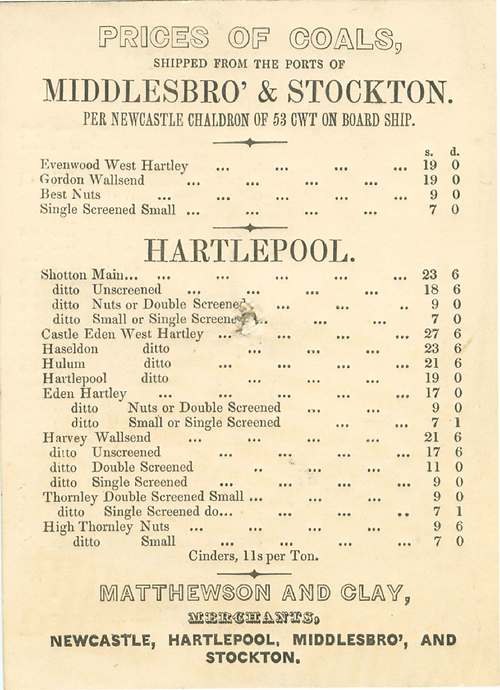 PRICES OF COALS,
SHIPPED FROM THE PORTS OF
MIDDLESBRO' & STOCKTON.
PER NEWCASTLE CHALDRON OF 53 CWT ON BOARD SHIP.
s. d.
Evenwood West Hartley ... ... ... ... 19 0
Gordon Wallsend ... ... ... ... 19 0
Best Nuts ... ... ... ... ... 9 0
Single Screened Small ... ... ... ... 7 0
HARTLEPOOL.
Shotton Main... ... ... ... ... ... 23 6
ditto Unscreened ... ... ... ... 18 6
ditto Nuts or Double Screened ... ... .. 9 0
ditto Small or Single Screened ... ... ... 7 0
Castle Eden West Hartley ... ... ... ... 27 6
Haseldon ditto ... ... ... 23 6
Hulum ditto ... ... ... 21 6
Hartlepool ditto ... ... ... 19 0
Eden Hartley ... ... ... ... ... 17 0
ditto Nuts or Double Screened ... ... 9 0
ditto Small or Single Screened ... ... 7 1
Harvey Wallsend ... ... ... ... 21 6
ditto Unscreened ... ... ... ... 17 6
ditto Double Screened .. ... ... 11 0
ditto Single Screened ... ... ... ... 9 0
Thornley Double Screened Small ... ... ... ... 9 0
ditto Single Screened do... ... ... .. 7 1
High Thornley Nuts ... ... ... ... 9 6
ditto Small ... ... ... ... 7 0
Cinders, 11s per Ton.
MATTHEWSON AND CLAY,
MERCHANTS,
NEWCASTLE, HARTLEPOOL, MIDDLESBRO', AND
STOCKTON.